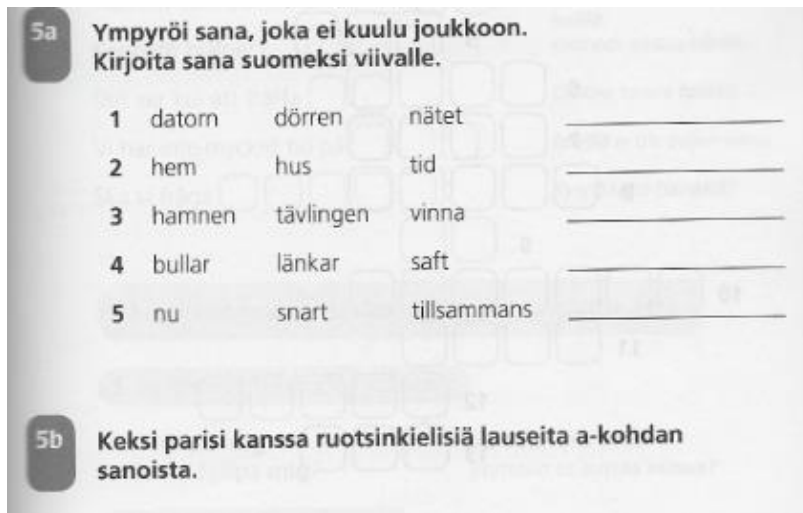 5a Ympyröi sana, joka ei kuulu joukkoon.
Kirjoita sana suomeksi viivalle.
1 datorn dörren nätet
2 hem hus tid
3 hamnen tävlingen vinna
4 bullar länkar saft
5 nu snart tillsammans
5b Keksi parisi kanssa ruotsinkielisiä lauseita a-kohdan
sanoista.